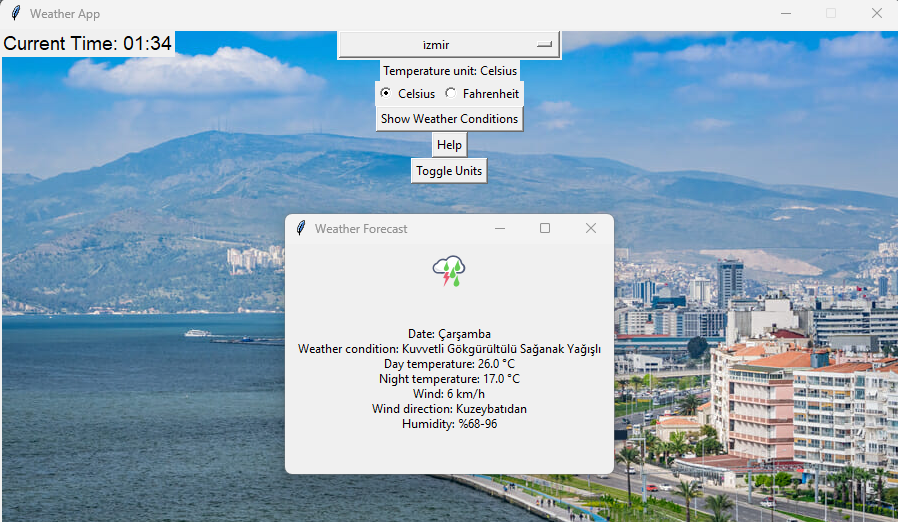 Weather App
Current Time: 01:34
izmir
Temperature unit: Celsius
Celsius Fahrenheit
Show Weather Conditions
Help
Toggle Units
Weather Forecast
Date: Çarşamba
Weather condition: Kuvvetli Gökgürültülü Sağanak Yağışlı
Day temperature: 26.0 °C
Night temperature: 17.0 °C
Wind: 6 km/h
Wind direction: Kuzeybatıdan
Humidity: %68-96